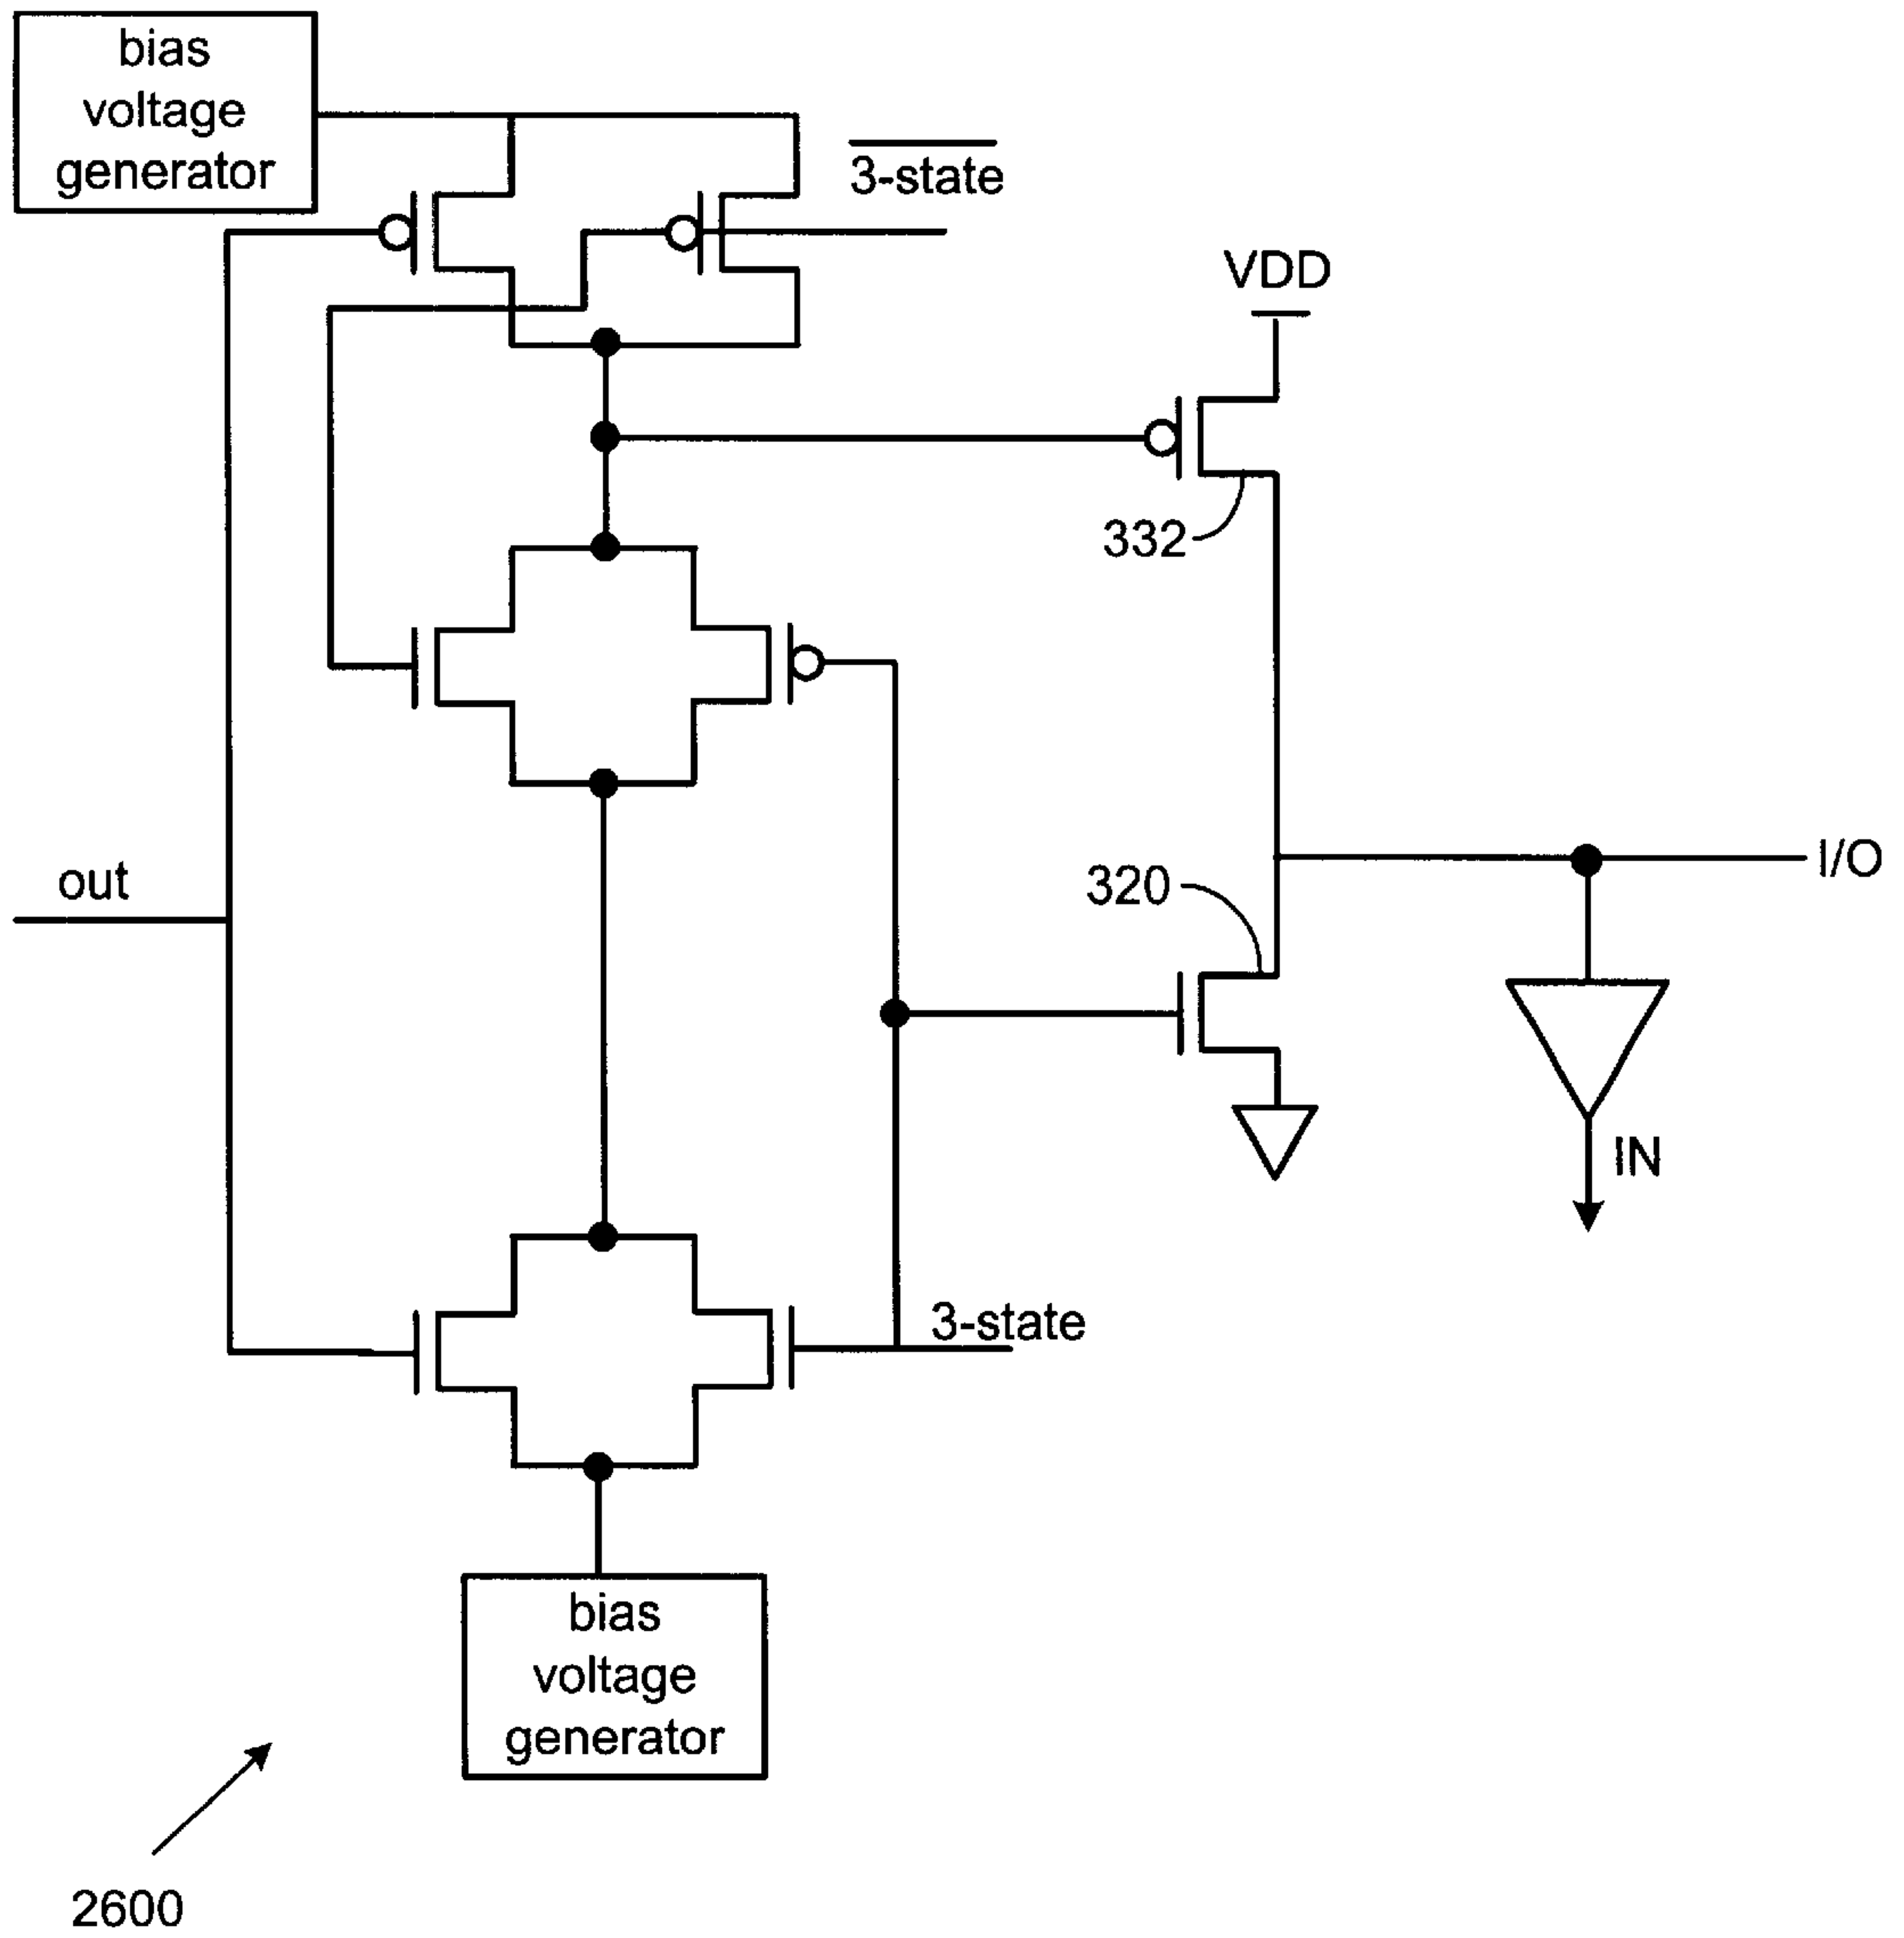 bias
voltage
generator
3-state
VDD
332
out
320
I/O
IN
3-state
bias
voltage
generator
2600